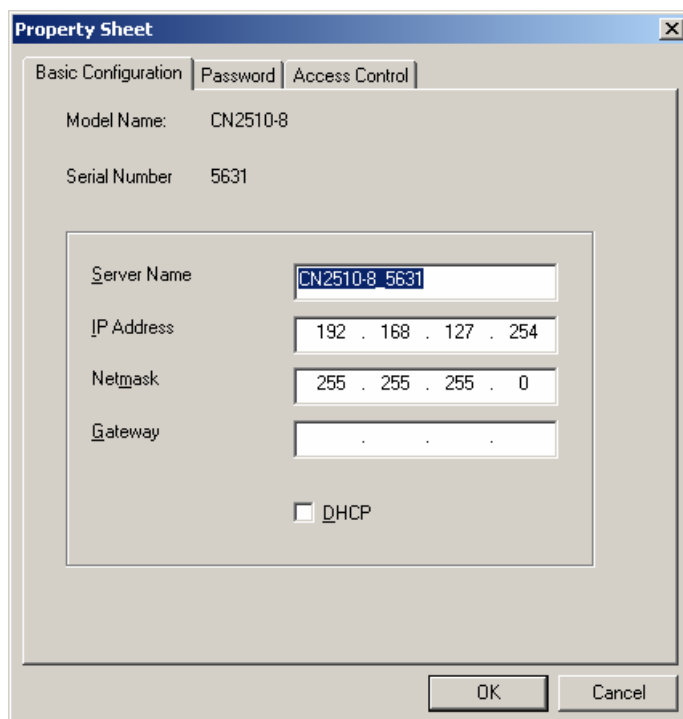 Property Sheet
Basic Configuration Password Access Control
Model Name: CN2510-8
Serial Number 5631
Server Name CN2510-8_5631
IP Address 192 . 168 . 127 . 254
Netmask 255 . 255 . 255 . 0
Gateway . . .
DHCP
OK Cancel